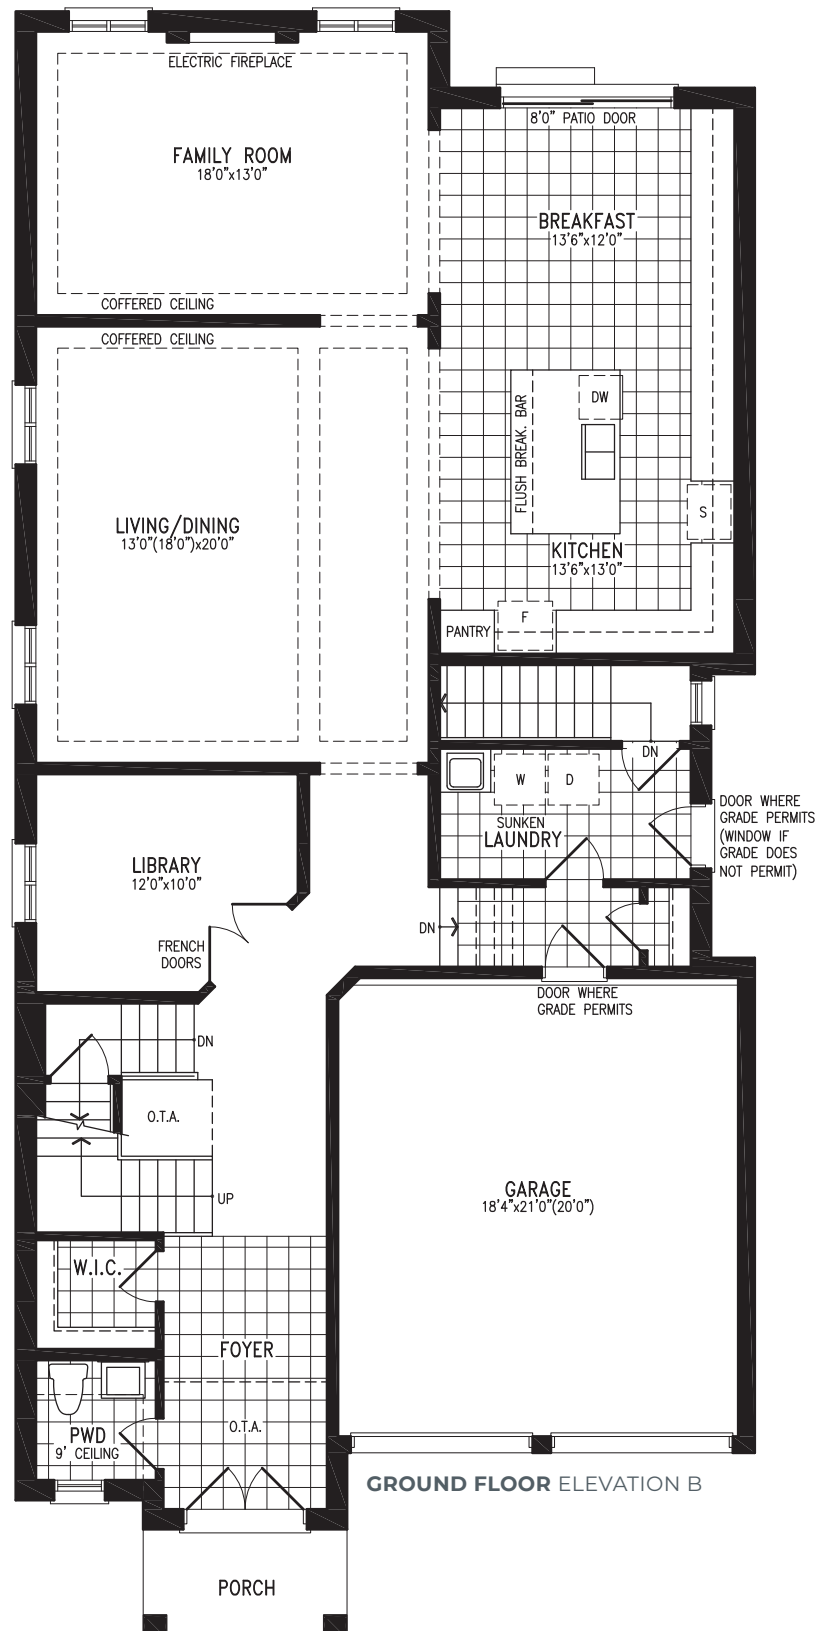 ELECTRIC FIREPLACE
FAMILY ROOM
18'0"x13'0"
COFFERED CEILING
8'0" PATIO DOOR
BREAKFAST
13'6"x12'0"
COFFERED CEILING
LIVING/DINING
13'0"(18'0")x20'0"
FLUSH BREAK. BAR
DW
S
KITCHEN
13'6"x13'0"
PANTRY
F
DN
W
D
SUNKEN
LAUNDRY
DOOR WHERE
GRADE PERMITS
(WINDOW IF
GRADE DOES
NOT PERMIT)
LIBRARY
12'0"x10'0"
FRENCH
DOORS
DN
DOOR WHERE
GRADE PERMITS
DN
O.T.A.
UP
GARAGE
18'4"x21'0"(20'0")
W.I.C.
FOYER
O.T.A.
PWD
9' CEILING
GROUND FLOOR ELEVATION B
PORCH